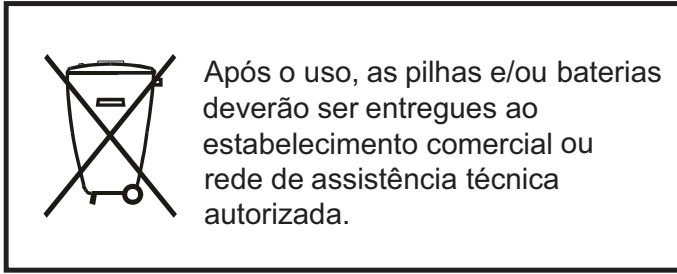 Após o uso, as pilhas e/ou baterias
deverão ser entregues ao
estabelecimento comercial ou
rede de assistência técnica
autorizada.